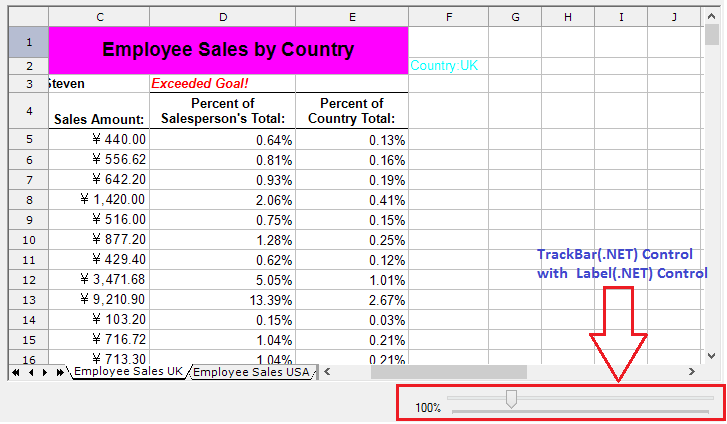 C D E F G H I J
1 Employee Sales by Country
2 Country:UK
3 Steven Exceeded Goal!
Percent of Percent of
4 Sales Amount: Salesperson's Total: Country Total:
5 ¥ 440.00 0.64% 0.13%
6 ¥ 556.62 0.81% 0.16%
7 ¥ 642.20 0.93% 0.19%
8 ¥ 1,420.00 2.06% 0.41%
9 ¥ 516.00 0.75% 0.15%
10 ¥ 877.20 1.28% 0.25%
11 ¥ 429.40 0.62% 0.12%
12 ¥ 3,471.68 5.05% 1.01%
13 ¥ 9,210.90 13.39% 2.67%
14 ¥ 103.20 0.15% 0.03%
15 ¥ 716.72 1.04% 0.21%
16 ¥ 713.30 1.04% 0.21%
TrackBar(.NET) Control
with Label(.NET) Control
Employee Sales UK Employee Sales USA
100%